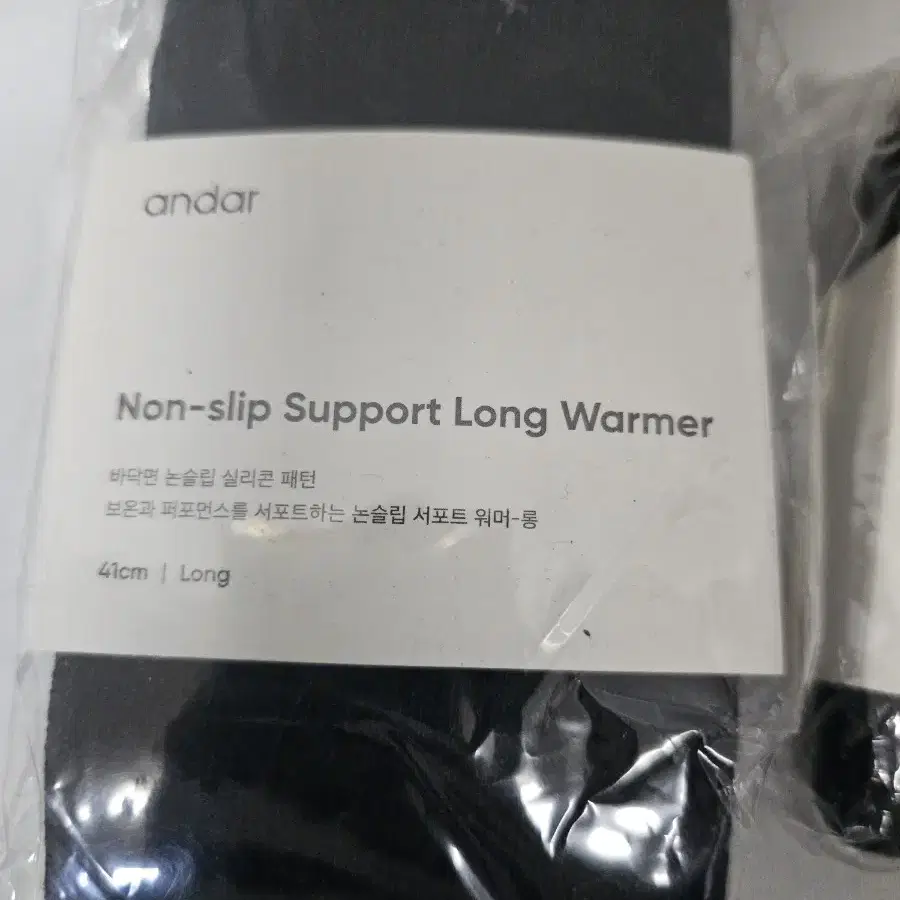 andar
Non-slip Support Long Warmer
바닥면 논슬립 실리콘 패턴
보온과 퍼포먼스를 서포트하는 논슬립 서포트 워머-롱
41cm | Long